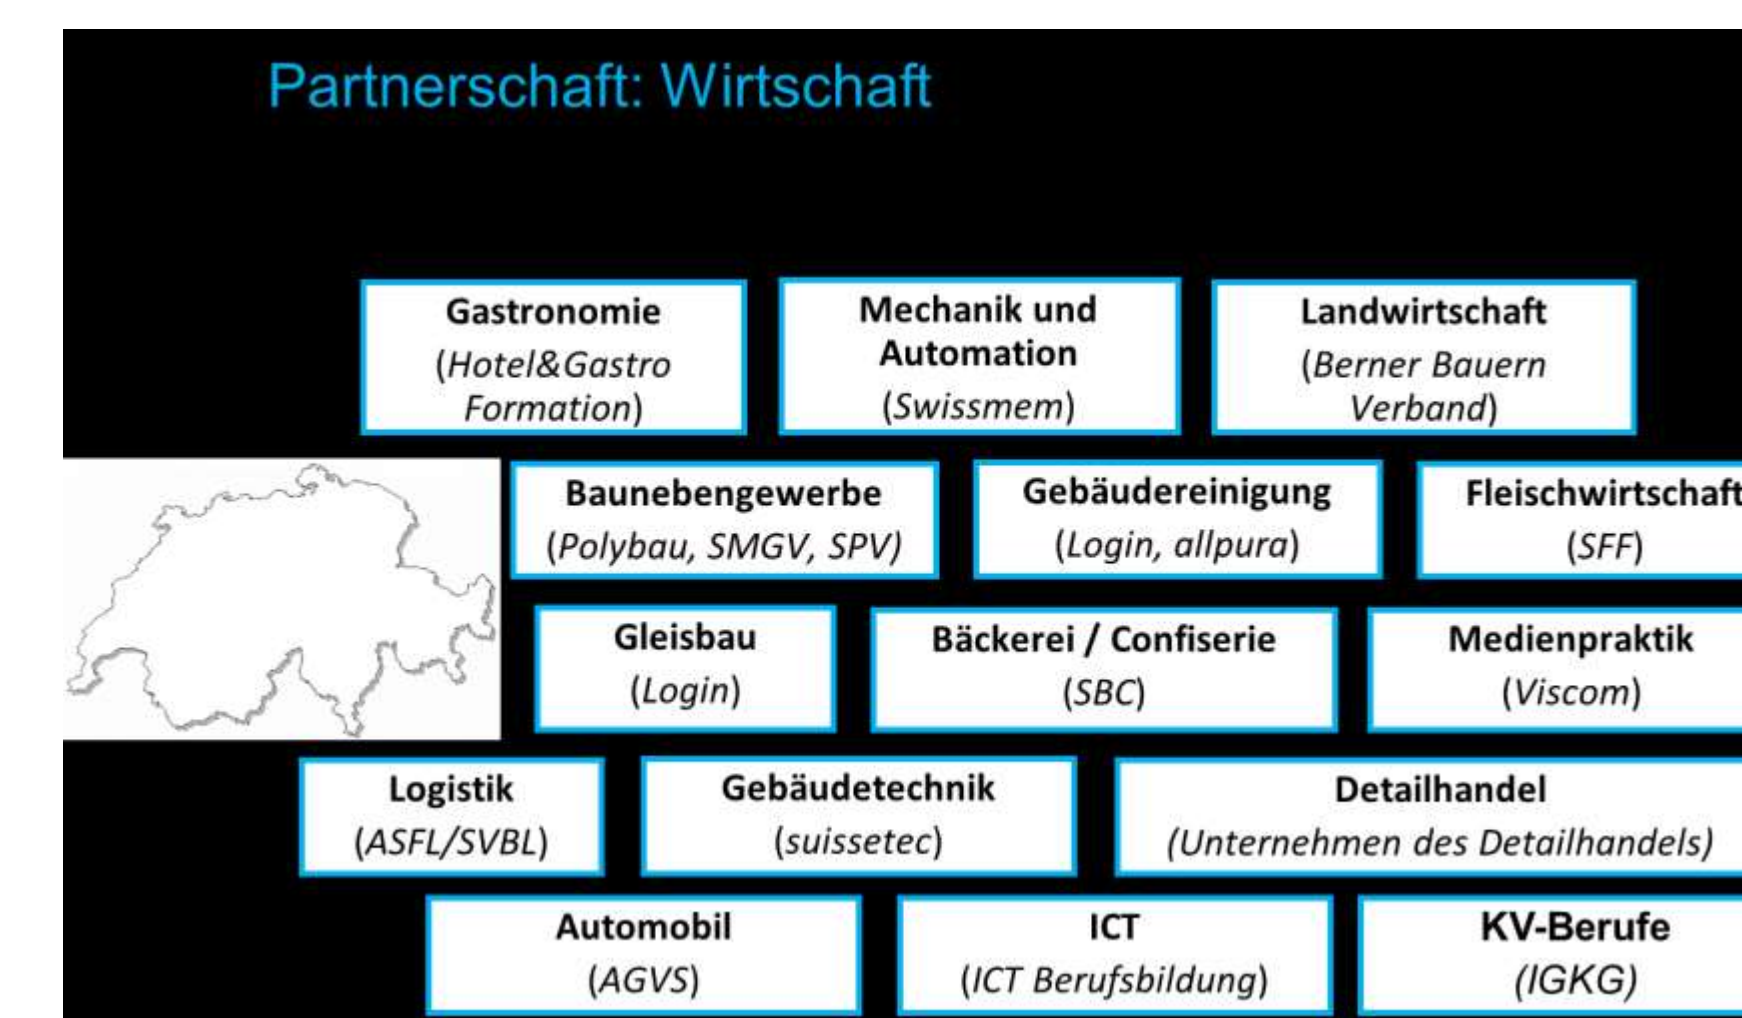 Partnerschaft: Wirtschaft
Gastronomie
(Hotel&Gastro
Formation)
Mechanik und
Automation
(Swissmem)
Landwirtschaft
(Berner Bauern
Verband)
Baunebengewerbe
(Polybau, SMGV, SPV)
Gebäudereinigung
(Login, allpura)
Fleischwirtschaft
(SFF)
Gleisbau
(Login)
Bäckerei / Confiserie
(SBC)
Medienpraktik
(Viscom)
Logistik
(ASFL/SVBL)
Gebäudetechnik
(suissetec)
Detailhandel
(Unternehmen des Detailhandels)
Automobil
(AGVS)
ICT
(ICT Berufsbildung)
KV-Berufe
(IGKG)